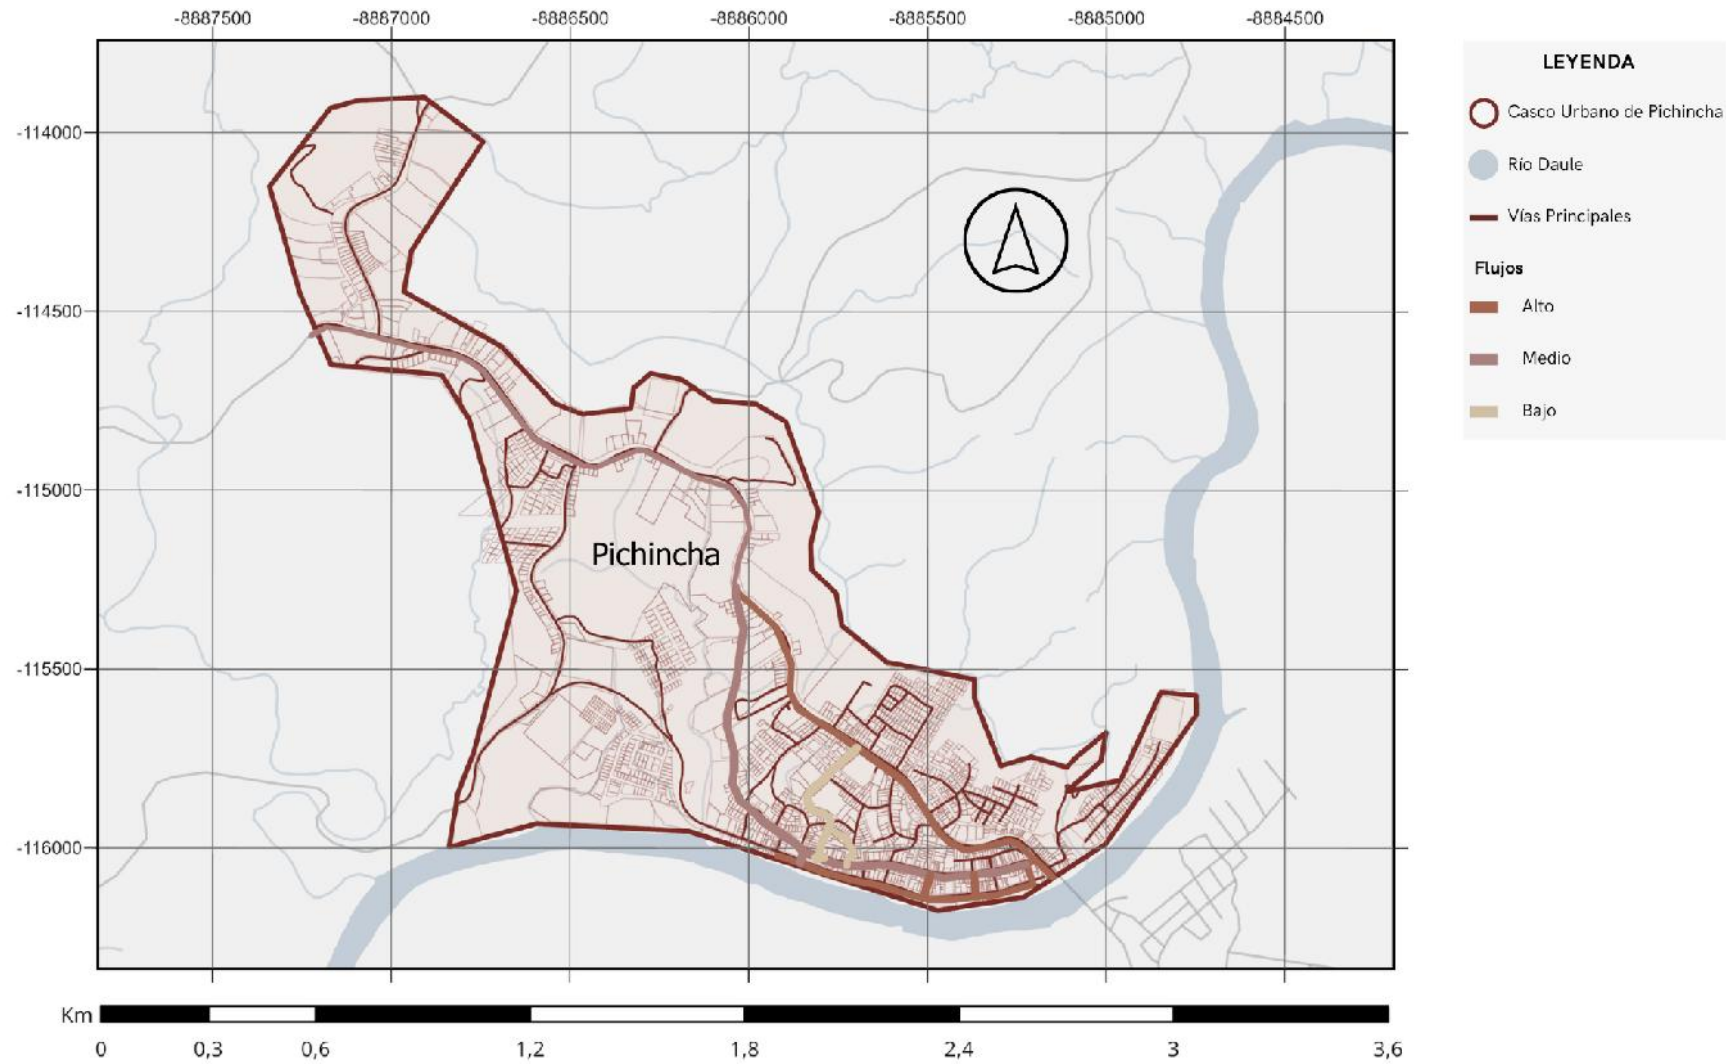 -8887500 -8887000 -8886500 -8886000 -8885500 -8885000 -8884500
LEYENDA
Casco Urbano de Pichincha
Río Daule
Vías Principales
Flujos
Alto
Medio
Bajo
-114000
-114500
-115000
Pichincha
-115500
-116000
Km
0 0,3 0,6 1,2 1,8 2,4 3 3,6